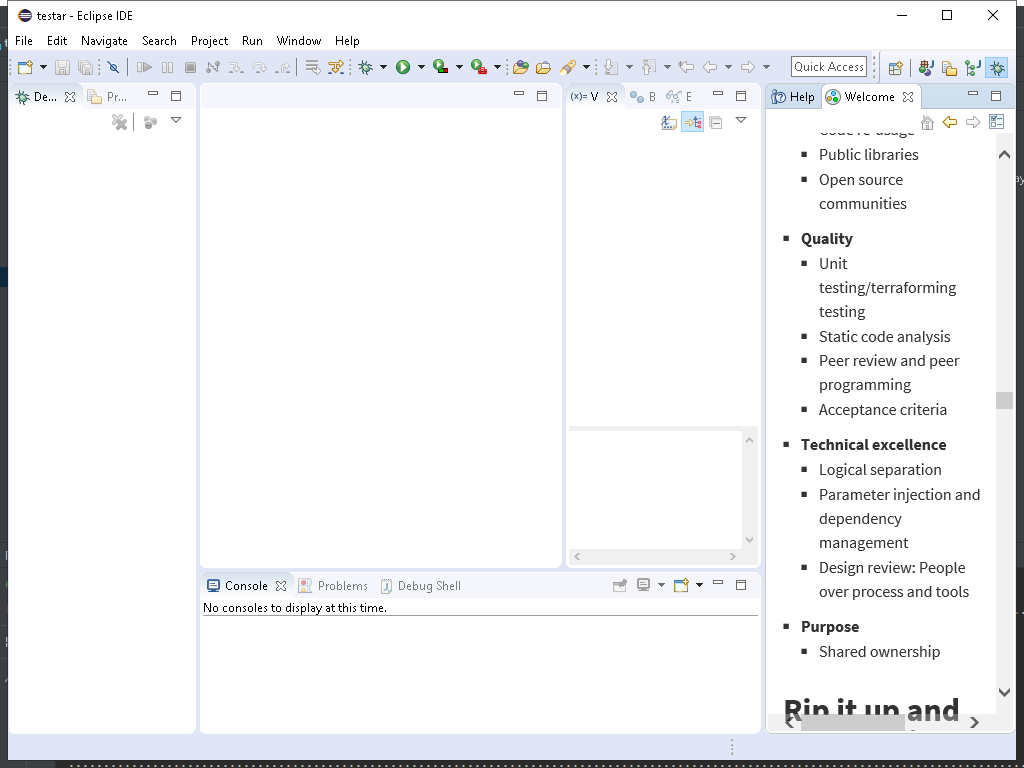 testar - Eclipse IDE
File Edit Navigate Search Project Run Window Help
Quick Access
De...
Pr...
(x)= V
B
E
Help
Welcome
Code re-usage
Public libraries
Open source
communities
Quality
Unit
testing/terraforming
testing
Static code analysis
Peer review and peer
programming
Acceptance criteria
Technical excellence
Logical separation
Parameter injection and
dependency
management
Design review: People
over process and tools
Purpose
Shared ownership
Rip it up and
Console
Problems
Debug Shell
No consoles to display at this time.